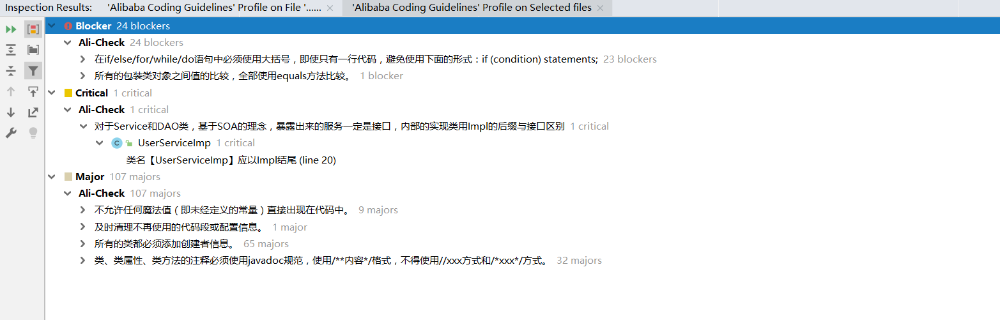 Inspection Results: 'Alibaba Coding Guidelines' Profile on File '...... 'Alibaba Coding Guidelines' Profile on Selected files
Blocker 24 blockers
Ali-Check 24 blockers
在if/else/for/while/do语句中必须使用大括号，即使只有一行代码，避免使用下面的形式：if (condition) statements; 23 blockers
所有的包装类对象之间值的比较，全部使用equals方法比较。 1 blocker
Critical 1 critical
Ali-Check 1 critical
对于Service和DAO类，基于SOA的理念，暴露出来的服务一定是接口，内部的实现类用Impl的后缀与接口区别 1 critical
UserServiceImp 1 critical
类名【UserServiceImp】应以Impl结尾 (line 20)
Major 107 majors
Ali-Check 107 majors
不允许任何魔法值（即未经定义的常量）直接出现在代码中。 9 majors
及时清理不再使用的代码段或配置信息。 1 major
所有的类都必须添加创建者信息。 65 majors
类、类属性、类方法的注释必须使用javadoc规范，使用/**内容*/格式，不得使用//xxx方式和/*xxx*/方式。 32 majors